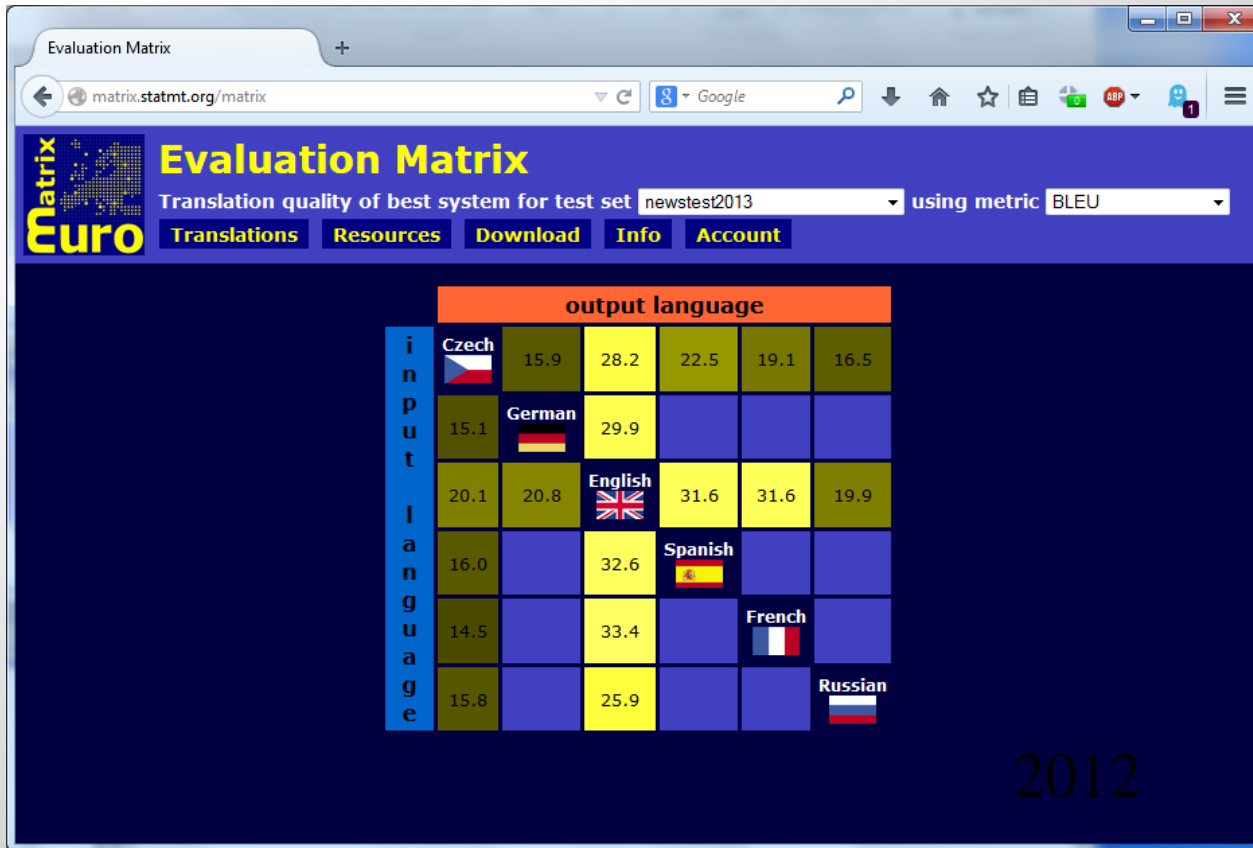 Evaluation Matrix
matrix.statmt.org/matrix
Google
0
ABP
1
Euro
Matrix
Evaluation Matrix
Translation quality of best system for test set newstest2013 using metric BLEU
Translations Resources Download Info Account
output language
input language
Czech 15.9 28.2 22.5 19.1 16.5
15.1 German 29.9
20.1 20.8 English 31.6 31.6 19.9
16.0 32.6 Spanish
14.5 33.4 French
15.8 25.9 Russian
2012